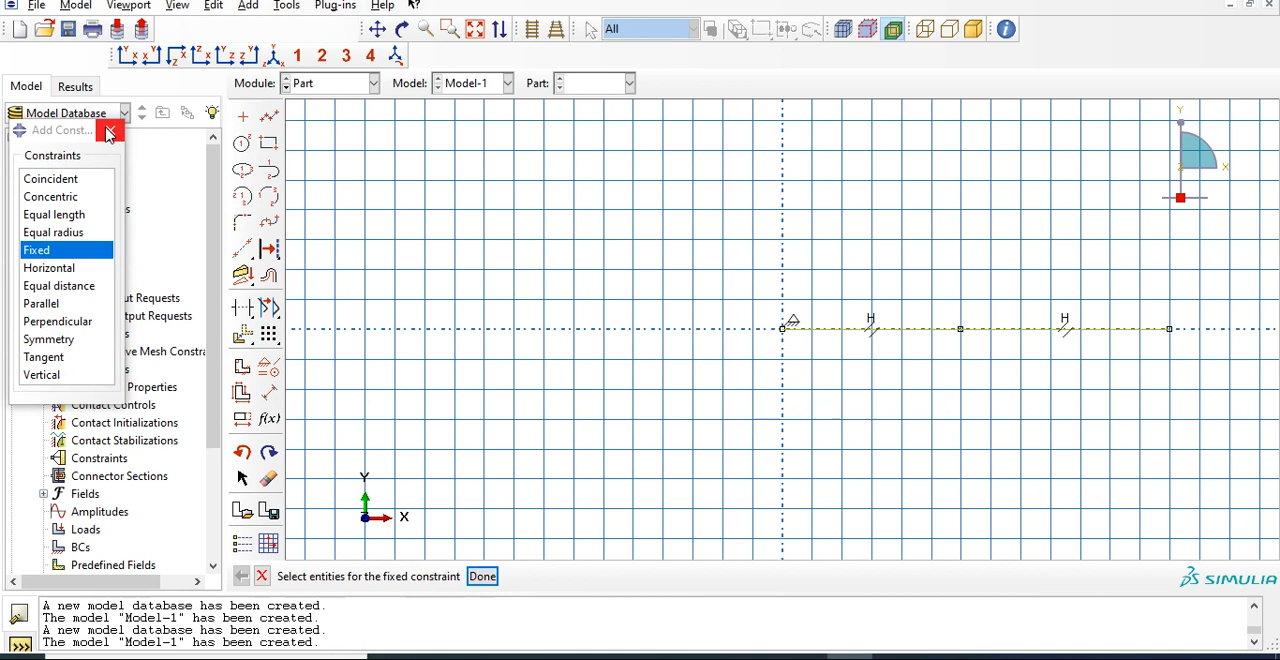 File Model Viewport View Edit Add Tools Plug-ins Help
All
1 2 3 4
Model Results
Module: Part Model: Model-1 Part:
Model Database
Add Const...
Constraints
Coincident
Concentric
Equal length
Equal radius
Fixed
Horizontal
Equal distance
Parallel
Perpendicular
Symmetry
Tangent
Vertical
s
ut Requests
tput Requests
s
ve Mesh Constra
s
Properties
Contact Controls
Contact Initializations
Contact Stabilizations
Constraints
Connector Sections
Fields
Amplitudes
Loads
BCs
Predefined Fields
f(x)
Y
X
H H
Y
X
Select entities for the fixed constraint Done
SIMULIA
A new model database has been created.
The model "Model-1" has been created.
A new model database has been created.
The model "Model-1" has been created.